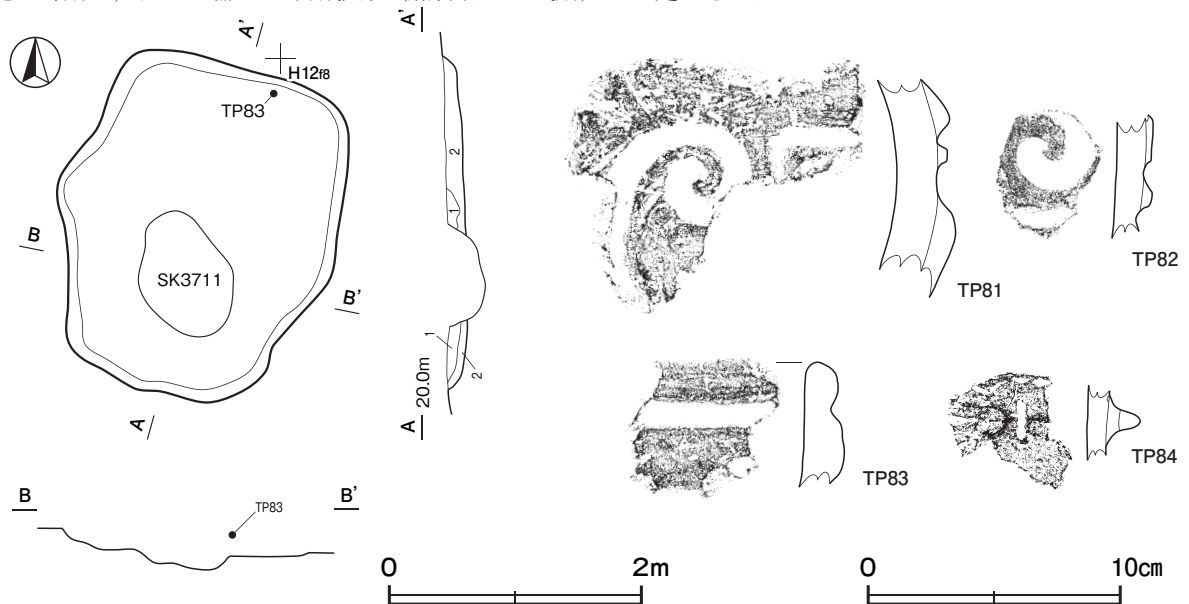 A'
H12f8
TP83
B
SK3711
B'
A
A'
2
1
1
2
A 20.0m
B
B'
TP83
0 2m
TP81
TP82
TP83
TP84
0 10cm